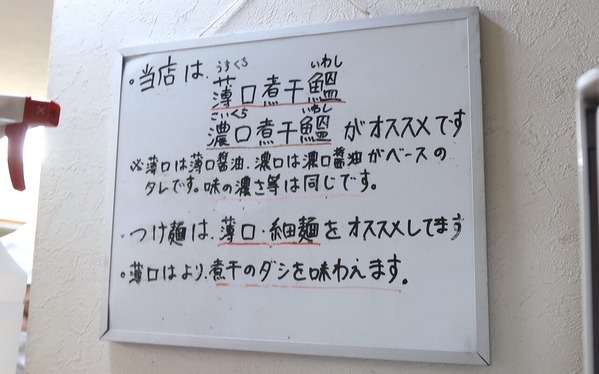 うすくち いわし
・当店は、薄口煮干鰮
こいくち いわし
濃口煮干鰮がオススメです
※薄口は薄口醤油、濃口は濃口醤油がベースの
タレです。味の濃さ等は同じです。
・つけ麺は、薄口・細麺をオススメしてます
・薄口はより、煮干のダシを味わえます。